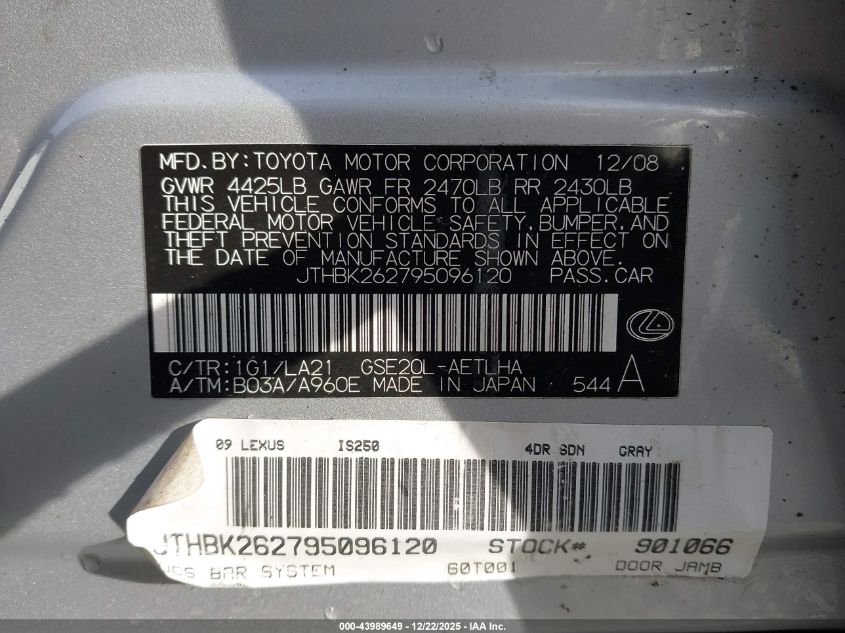 MFD.BY:TOYOTA MOTOR CORPORATION 12/08
GVWR 4425LB GAWR FR 2470LB RR 2430LB
THIS VEHICLE CONFORMS TO ALL APPLICABLE
FEDERAL MOTOR VEHICLE SAFETY,BUMPER,AND
THEFT PREVENTION STANDARDS IN EFFECT ON
THE DATE OF MANUFACTURE SHOWN ABOVE.
JTHBK262795096120 PASS.CAR
C/TR:1G1/LA21 GSE20L-AETLHA
A/TM:B03A/A960E MADE IN JAPAN 544 A
09 LEXUS IS250 4DR SDN GRAY
JTHBK262795096120 STOCK# 901066
BAR SYSTEM 60T001 DOOR JAMB
000-43989649 - 12/22/2025 - IAA Inc.